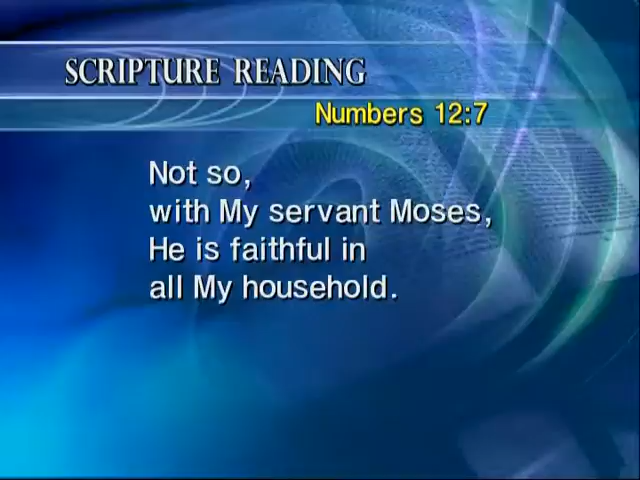 SCRIPTURE READING
Numbers 12:7
Not so,
with My servant Moses,
He is faithful in
all My household.